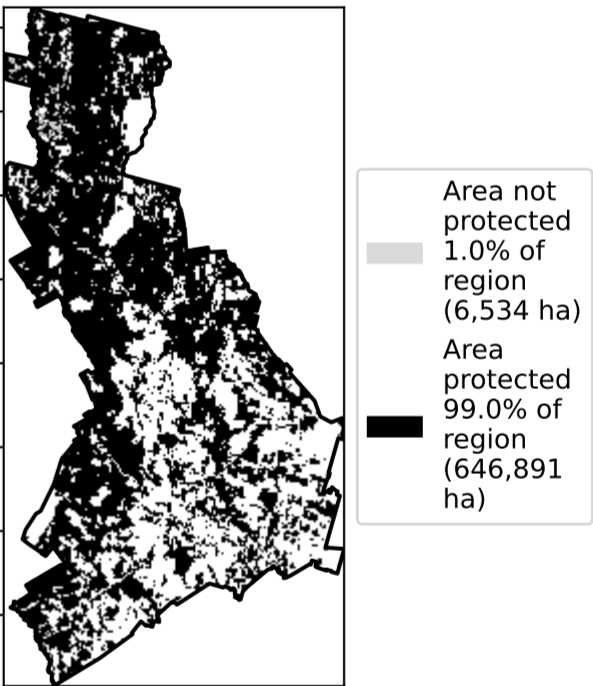 Area not
protected
1.0% of
region
(6,534 ha)
Area
protected
99.0% of
region
(646,891
ha)